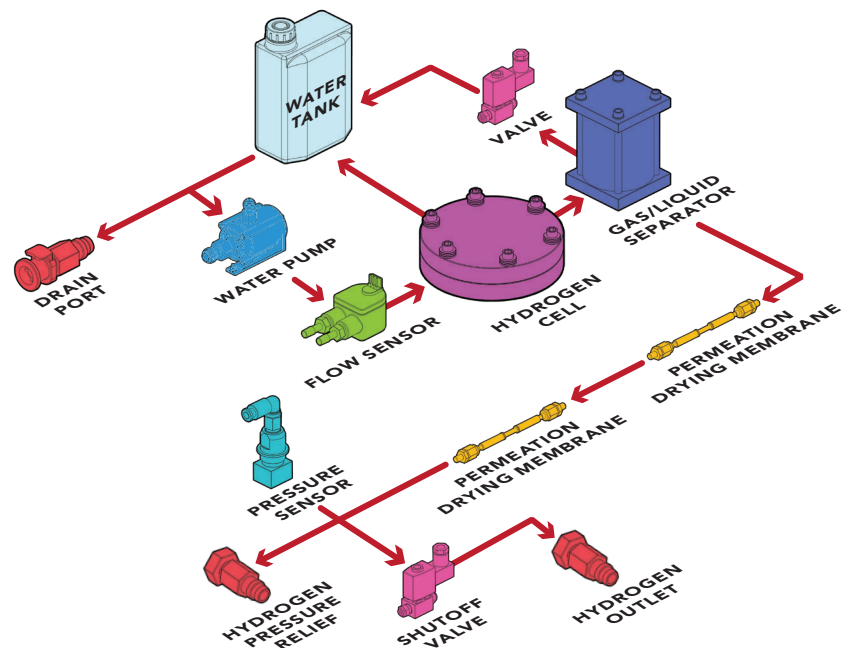 WATER
TANK
VALVE
GAS/LIQUID
SEPARATOR
DRAIN
PORT
WATER PUMP
FLOW SENSOR
HYDROGEN
CELL
PERMEATION
DRYING MEMBRANE
PERMEATION
DRYING MEMBRANE
PRESSURE
SENSOR
HYDROGEN
PRESSURE
RELIEF
SHUTOFF
VALVE
HYDROGEN
OUTLET